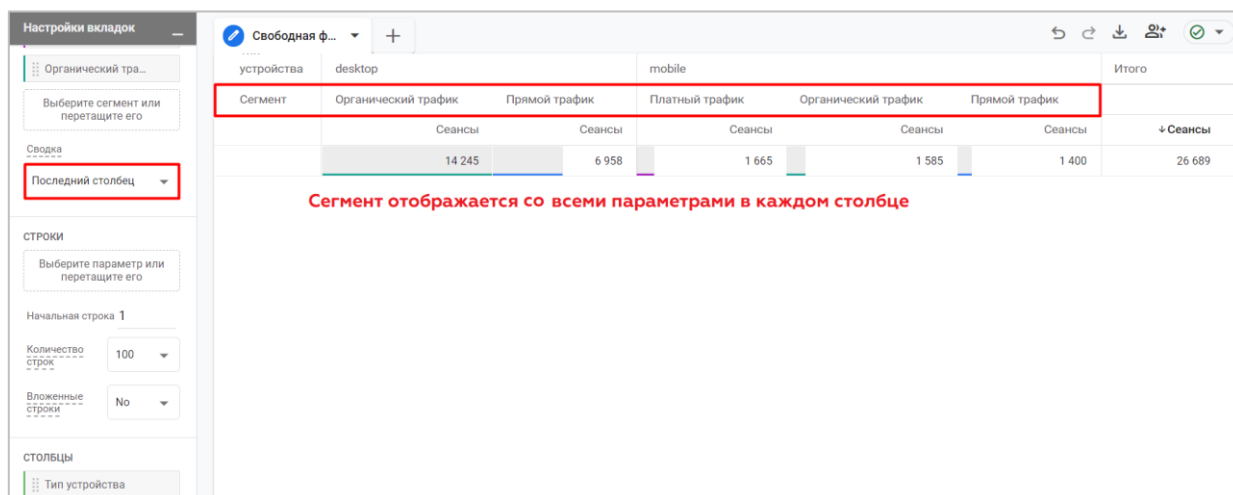 Настройки вкладок
Свободная ф...
Органический тра...
устройства desktop mobile Итого
Выберите сегмент или
перетащите его
Сегмент Органический трафик Прямой трафик Платный трафик Органический трафик Прямой трафик
Сеансы Сеансы Сеансы Сеансы Сеансы ↓Сеансы
Сводка
14 245 6 958 1 665 1 585 1 400 26 689
Последний столбец
Сегмент отображается со всеми параметрами в каждом столбце
СТРОКИ
Выберите параметр или
перетащите его
Начальная строка 1
Количество
строк
100
Вложенные
строки
No
СТОЛБЦЫ
Тип устройства